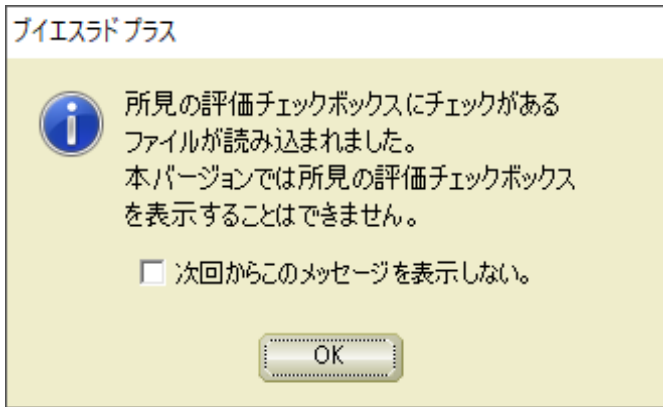 ブイエスラド プラス
所見の評価チェックボックスにチェックがある
ファイルが読み込まれました。
本バージョンでは所見の評価チェックボックス
を表示することはできません。
次回からこのメッセージを表示しない。
OK